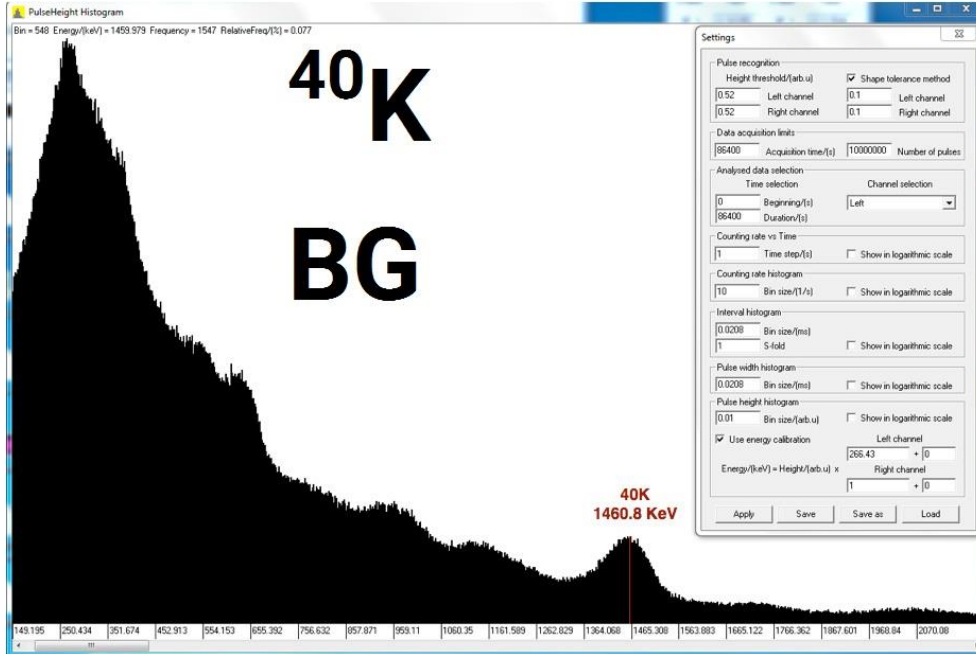 PulseHeight Histogram
Bin = 548 Energy/(keV) = 1459.979 Frequency = 1547 RelativeFreq/(%) = 0.077
40K
BG
40K
1460.8 KeV
149.195 250.434 351.674 452.913 554.153 655.392 756.632 857.871 959.11 1060.35 1161.589 1262.829 1364.068 1465.308 1563.883 1665.122 1766.362 1867.601 1968.84 2070.08
Settings
Pulse recognition
Height threshold/(arb.u) Shape tolerance method
0.52 Left channel 0.1 Left channel
0.52 Right channel 0.1 Right channel
Data acquisition limits
86400 Acquisition time/(s) 10000000 Number of pulses
Analysed data selection
Time selection Channel selection
0 Beginning/(s) Left
86400 Duration/(s)
Counting rate vs Time
1 Time step/(s) Show in logarithmic scale
Counting rate histogram
10 Bin size/(1/s) Show in logarithmic scale
Interval histogram
0.0208 Bin size/(ms)
1 S-fold Show in logarithmic scale
Pulse width histogram
0.0208 Bin size/(ms) Show in logarithmic scale
Pulse height histogram
0.01 Bin size/(arb.u) Show in logarithmic scale
Use energy calibration Left channel
266.43 + 0
Energy/(keV) = Height/(arb.u) x Right channel
1 + 0
Apply Save Save as Load